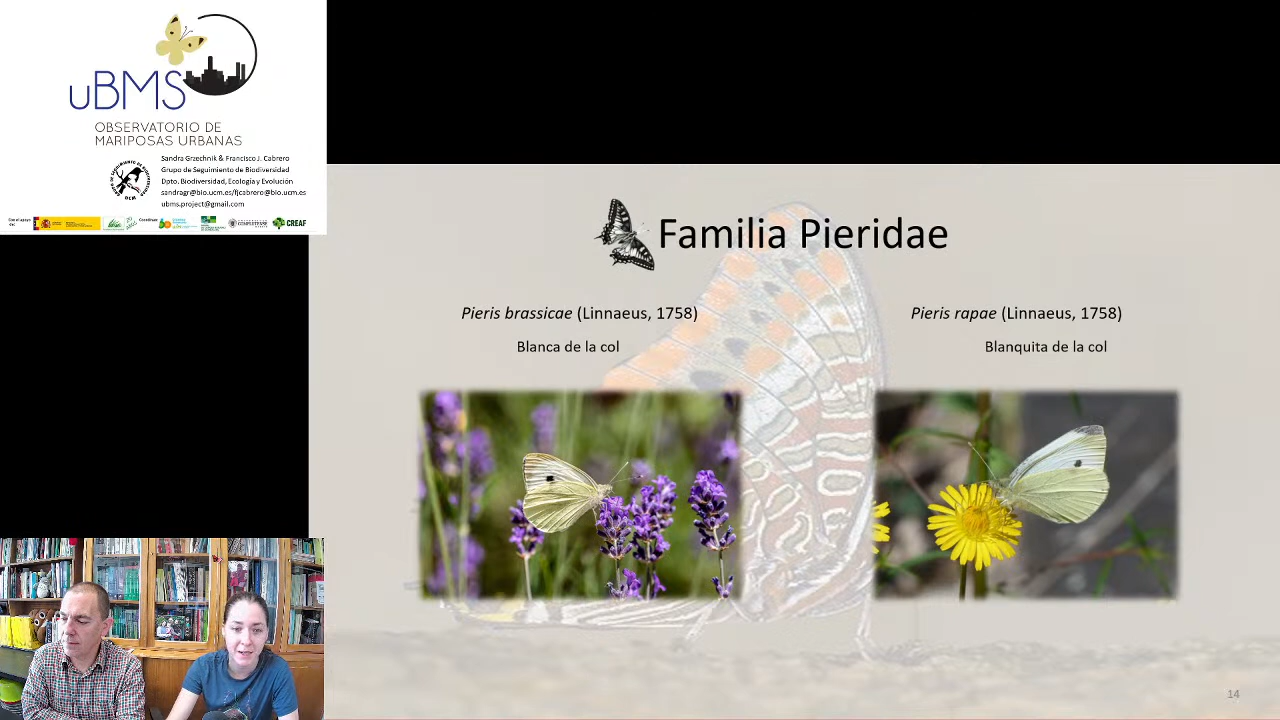 uBMS
OBSERVATORIO DE
MARIPOSAS URBANAS
Sandra Grzechnik & Francisco J. Cabrero
Grupo de Seguimiento de Biodiversidad
Dpto. Biodiversidad, Ecología y Evolución
sandragr@bio.ucm.es/fjcabrero@bio.ucm.es
ubms.project@gmail.com
CREAF
Familia Pieridae
Pieris brassicae (Linnaeus, 1758)
Blanca de la col
Pieris rapae (Linnaeus, 1758)
Blanquita de la col
14